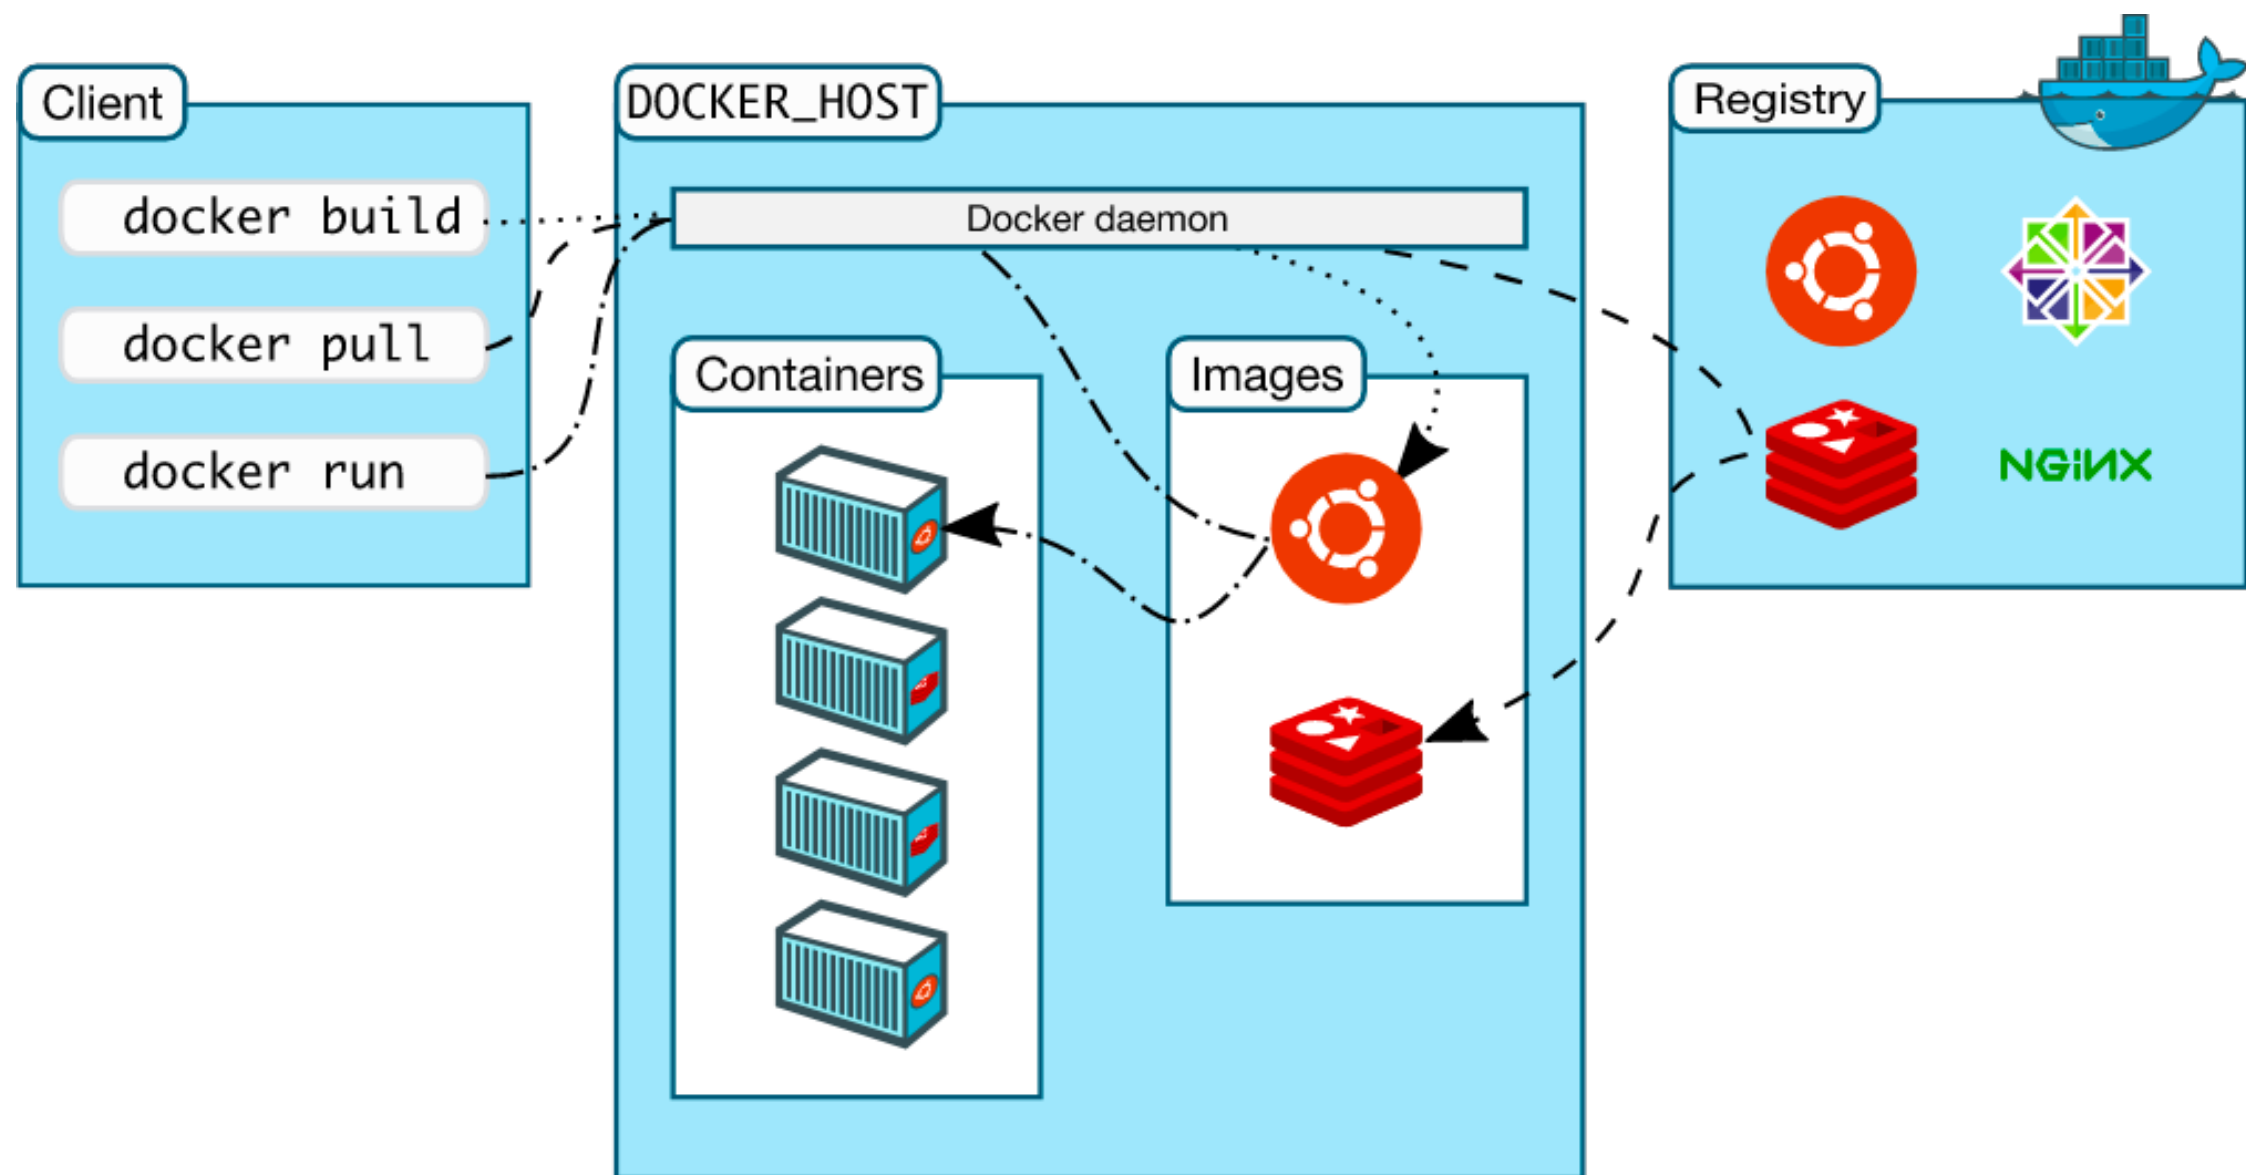 Client
docker build
docker pull
docker run
DOCKER_HOST
Docker daemon
Containers
Images
Registry
NGiNX